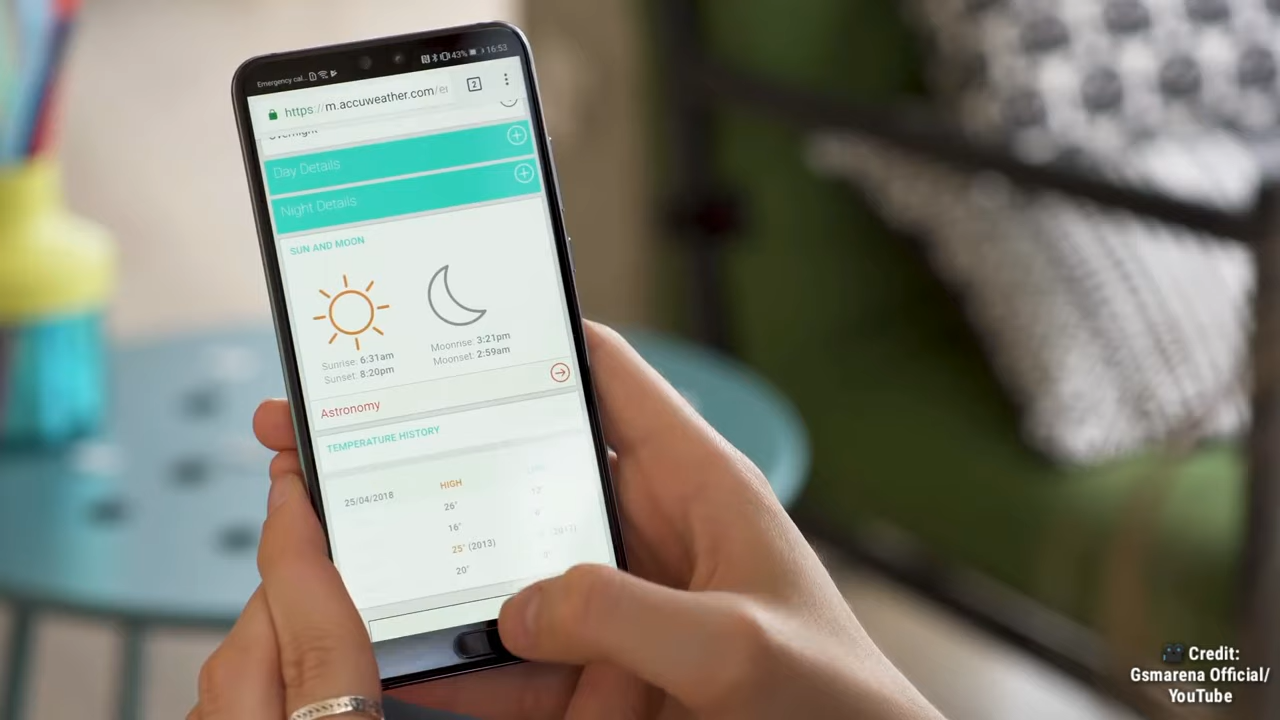 Emergency cal... 43% 16:53
https://m.accuweather.com/e
2
Overnight
Day Details
Night Details
SUN AND MOON
Sunrise: 6:31am
Sunset: 8:20pm
Moonrise: 3:21pm
Moonset: 2:59am
Astronomy
TEMPERATURE HISTORY
HIGH
25/04/2018 26°
16°
25° (2013) (2013)
20°
Credit:
Gsmarena Official/
YouTube